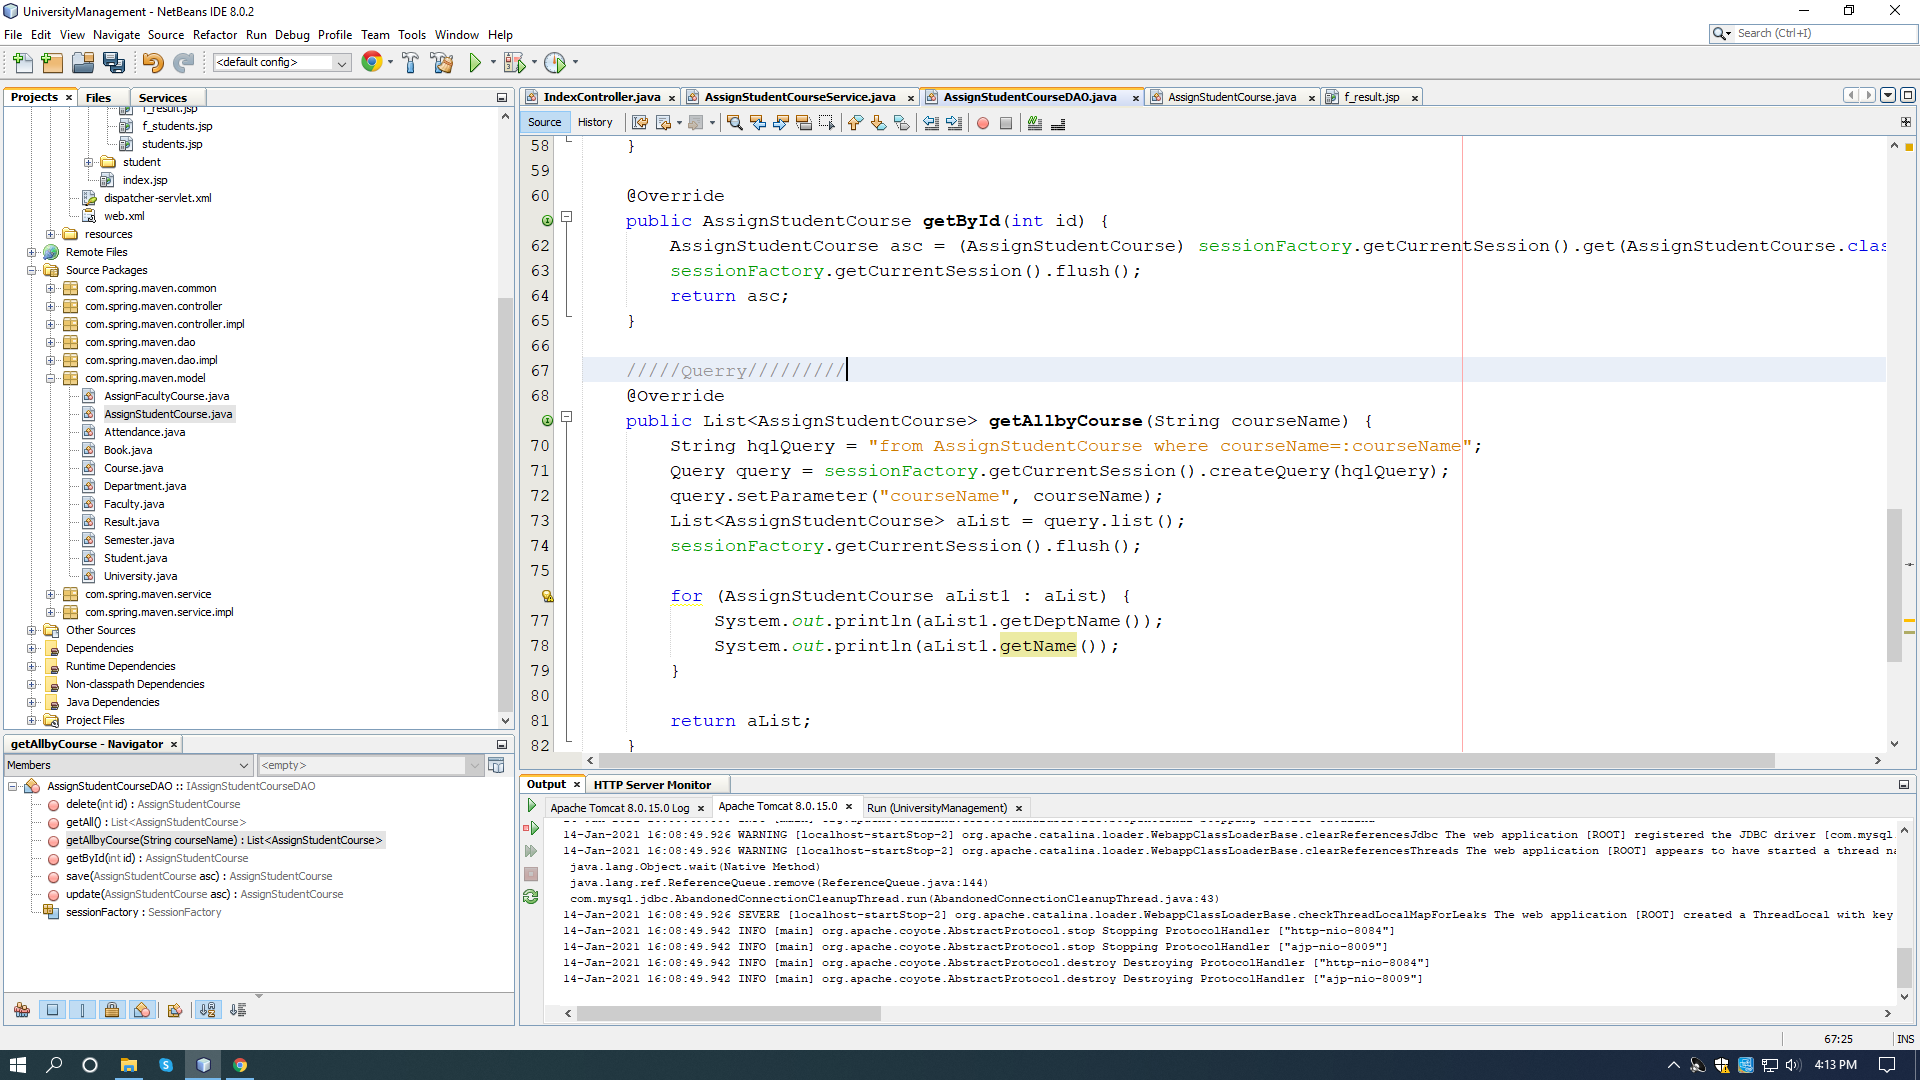 UniversityManagement - NetBeans IDE 8.0.2
File Edit View Navigate Source Refactor Run Debug Profile Team Tools Window Help
Search (Ctrl+I)
<default config>
Projects Files Services
f_result.jsp
f_students.jsp
students.jsp
student
index.jsp
dispatcher-servlet.xml
web.xml
resources
Remote Files
Source Packages
com.spring.maven.common
com.spring.maven.controller
com.spring.maven.controller.impl
com.spring.maven.dao
com.spring.maven.dao.impl
com.spring.maven.model
AssignFacultyCourse.java
AssignStudentCourse.java
Attendance.java
Book.java
Course.java
Department.java
Faculty.java
Result.java
Semester.java
Student.java
University.java
com.spring.maven.service
com.spring.maven.service.impl
Other Sources
Dependencies
Runtime Dependencies
Non-classpath Dependencies
Java Dependencies
Project Files
getAllbyCourse - Navigator
Members <empty>
AssignStudentCourseDAO :: IAssignStudentCourseDAO
delete(int id) : AssignStudentCourse
getAll() : List<AssignStudentCourse>
getAllbyCourse(String courseName) : List<AssignStudentCourse>
getById(int id) : AssignStudentCourse
save(AssignStudentCourse asc) : AssignStudentCourse
update(AssignStudentCourse asc) : AssignStudentCourse
sessionFactory : SessionFactory
IndexController.java AssignStudentCourseService.java AssignStudentCourseDAO.java AssignStudentCourse.java f_result.jsp
Source History
58 }
59
60 @Override
public AssignStudentCourse getById(int id) {
62 AssignStudentCourse asc = (AssignStudentCourse) sessionFactory.getCurrentSession().get(AssignStudentCourse.clas
63 sessionFactory.getCurrentSession().flush();
64 return asc;
65 }
66
67 /////Querry/////////
68 @Override
public List<AssignStudentCourse> getAllbyCourse(String courseName) {
70 String hqlQuery = "from AssignStudentCourse where courseName=:courseName";
71 Query query = sessionFactory.getCurrentSession().createQuery(hqlQuery);
72 query.setParameter("courseName", courseName);
73 List<AssignStudentCourse> aList = query.list();
74 sessionFactory.getCurrentSession().flush();
75
for (AssignStudentCourse aList1 : aList) {
77 System.out.println(aList1.getDeptName());
78 System.out.println(aList1.getName());
79 }
80
81 return aList;
82 }
Output HTTP Server Monitor
Apache Tomcat 8.0.15.0 Log Apache Tomcat 8.0.15.0 Run (UniversityManagement)
14-Jan-2021 16:08:49.926 WARNING [localhost-startStop-2] org.apache.catalina.loader.WebappClassLoaderBase.clearReferencesJdbc The web application [ROOT] registered the JDBC driver [com.mysql
14-Jan-2021 16:08:49.926 WARNING [localhost-startStop-2] org.apache.catalina.loader.WebappClassLoaderBase.clearReferencesThreads The web application [ROOT] appears to have started a thread na
java.lang.Object.wait(Native Method)
java.lang.ref.ReferenceQueue.remove(ReferenceQueue.java:144)
com.mysql.jdbc.AbandonedConnectionCleanupThread.run(AbandonedConnectionCleanupThread.java:43)
14-Jan-2021 16:08:49.926 SEVERE [localhost-startStop-2] org.apache.catalina.loader.WebappClassLoaderBase.checkThreadLocalMapForLeaks The web application [ROOT] created a ThreadLocal with key
14-Jan-2021 16:08:49.942 INFO [main] org.apache.coyote.AbstractProtocol.stop Stopping ProtocolHandler ["http-nio-8084"]
14-Jan-2021 16:08:49.942 INFO [main] org.apache.coyote.AbstractProtocol.stop Stopping ProtocolHandler ["ajp-nio-8009"]
14-Jan-2021 16:08:49.942 INFO [main] org.apache.coyote.AbstractProtocol.destroy Destroying ProtocolHandler ["http-nio-8084"]
14-Jan-2021 16:08:49.942 INFO [main] org.apache.coyote.AbstractProtocol.destroy Destroying ProtocolHandler ["ajp-nio-8009"]
67:25 INS
4:13 PM